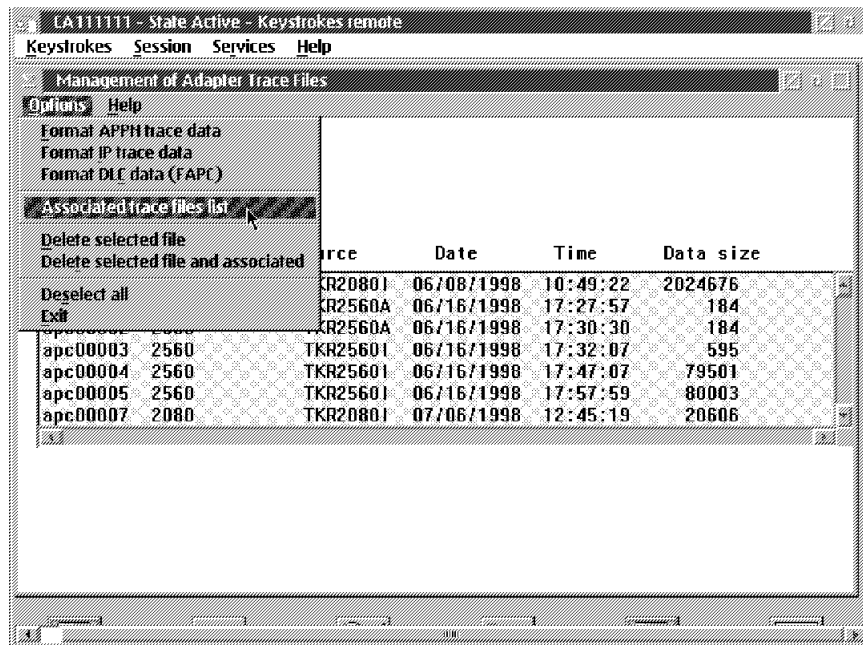 CA111111 - State Active - Keystrokes remote
Keystrokes Session Services Help
Management of Adapter Trace Files
Options Help
Format APPN trace data
Format IP trace data
Format DLC data (FAPC)
Associated trace files list
Delete selected file
Delete selected file and associated
Deselect all
Exit
urce Date Time Data size
KR2080I 06/08/1998 10:49:22 2024676
KR2560A 06/16/1998 17:27:57 184
TKR2560A 06/16/1998 17:30:30 184
apc00003 2560 TKR2560I 06/16/1998 17:32:07 595
apc00004 2560 TKR2560I 06/16/1998 17:47:07 79501
apc00005 2560 TKR2560I 06/16/1998 17:57:59 80003
apc00007 2080 TKR2080I 07/06/1998 12:45:19 20606